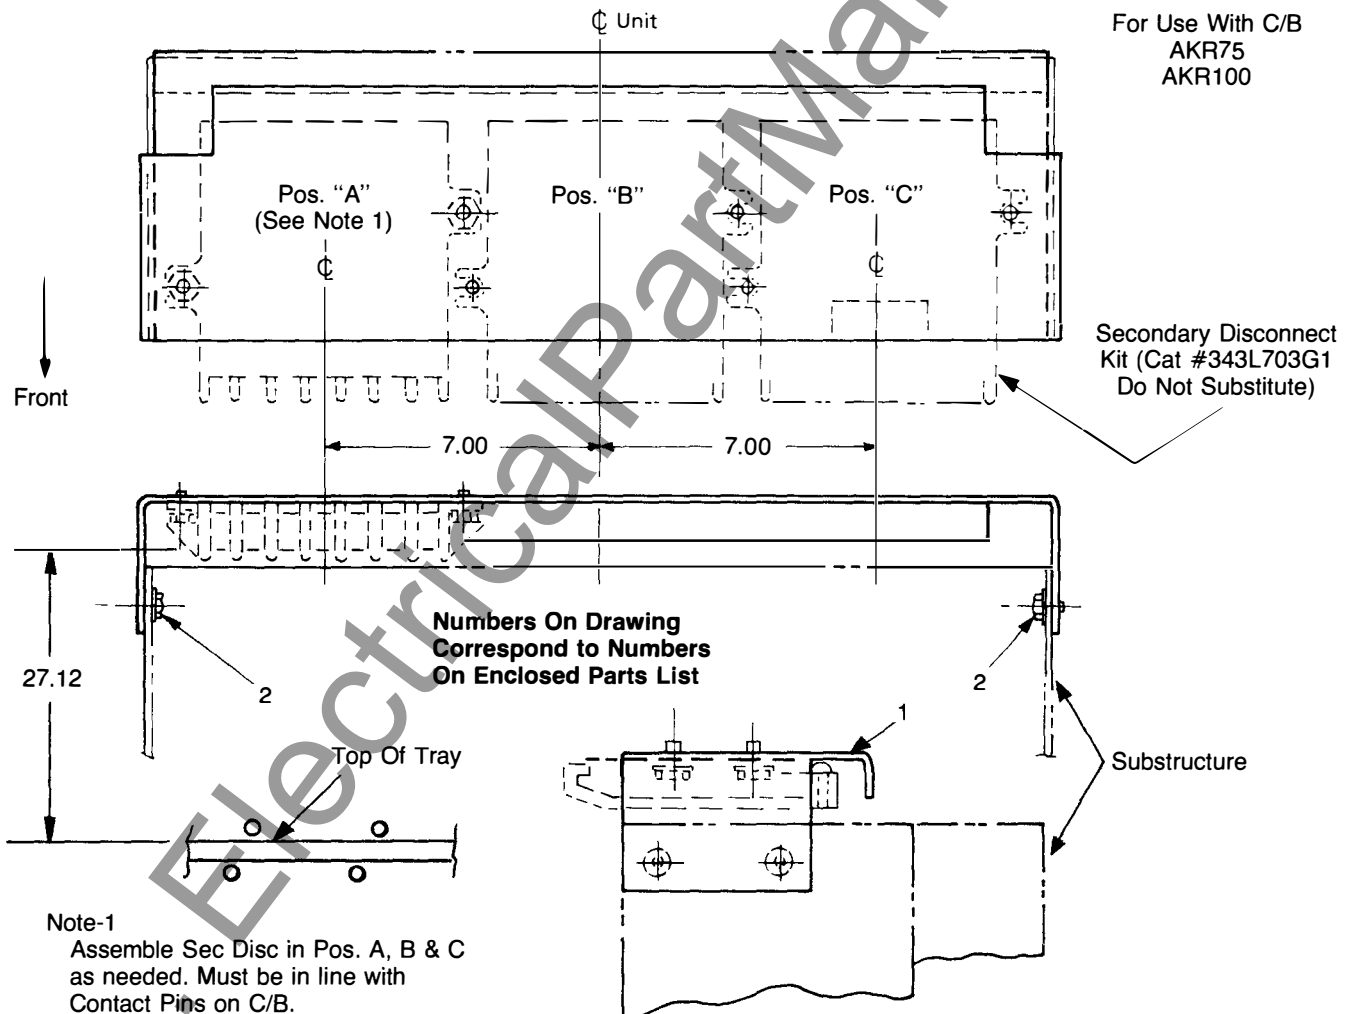 ℄ Unit
For Use With C/B
AKR75
AKR100
Pos. "A"
(See Note 1)
℄
Pos. "B"
Pos. "C"
℄
Front
Secondary Disconnect
Kit (Cat #343L703G1
Do Not Substitute)
7.00
7.00
Numbers On Drawing
Correspond to Numbers
On Enclosed Parts List
27.12
2
2
1
Top Of Tray
Substructure
Note-1
Assemble Sec Disc in Pos. A, B & C
as needed. Must be in line with
Contact Pins on C/B.
ElectricalPartMa